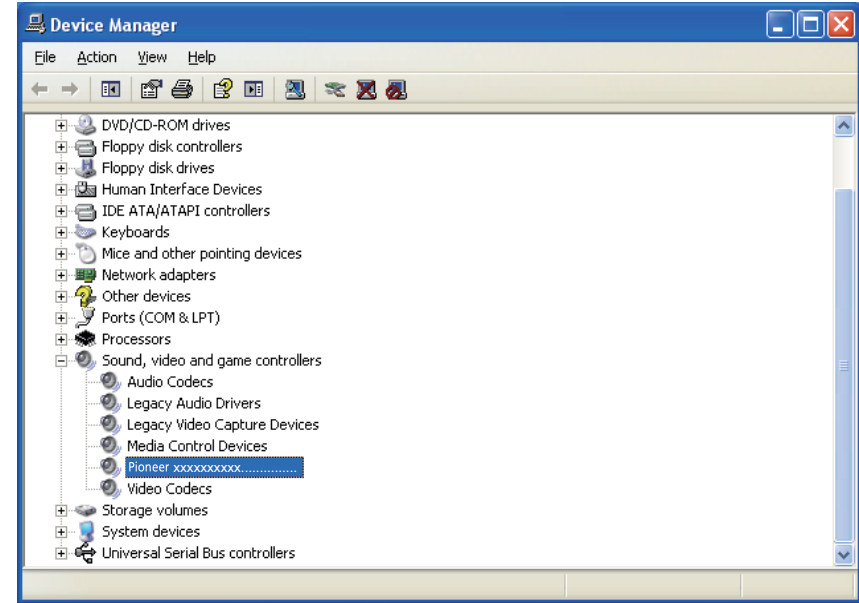 Device Manager
File Action View Help
DVD/CD-ROM drives
Floppy disk controllers
Floppy disk drives
Human Interface Devices
IDE ATA/ATAPI controllers
Keyboards
Mice and other pointing devices
Network adapters
Other devices
Ports (COM & LPT)
Processors
Sound, video and game controllers
Audio Codecs
Legacy Audio Drivers
Legacy Video Capture Devices
Media Control Devices
Pioneer xxxxxxxxxx..............
Video Codecs
Storage volumes
System devices
Universal Serial Bus controllers